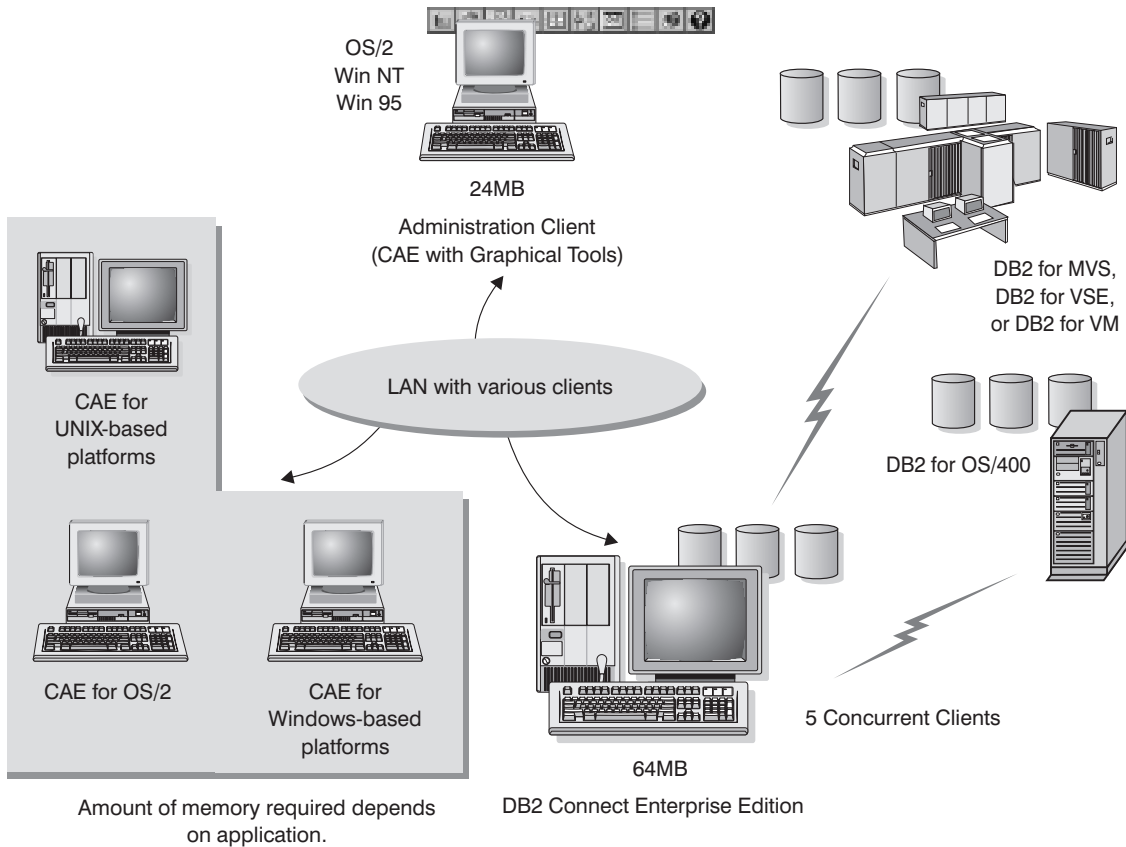 OS/2
Win NT
Win 95
24MB
Administration Client
(CAE with Graphical Tools)
DB2 for MVS,
DB2 for VSE,
or DB2 for VM
CAE for
UNIX-based
platforms
LAN with various clients
DB2 for OS/400
CAE for OS/2
CAE for
Windows-based
platforms
5 Concurrent Clients
64MB
DB2 Connect Enterprise Edition
Amount of memory required depends
on application.